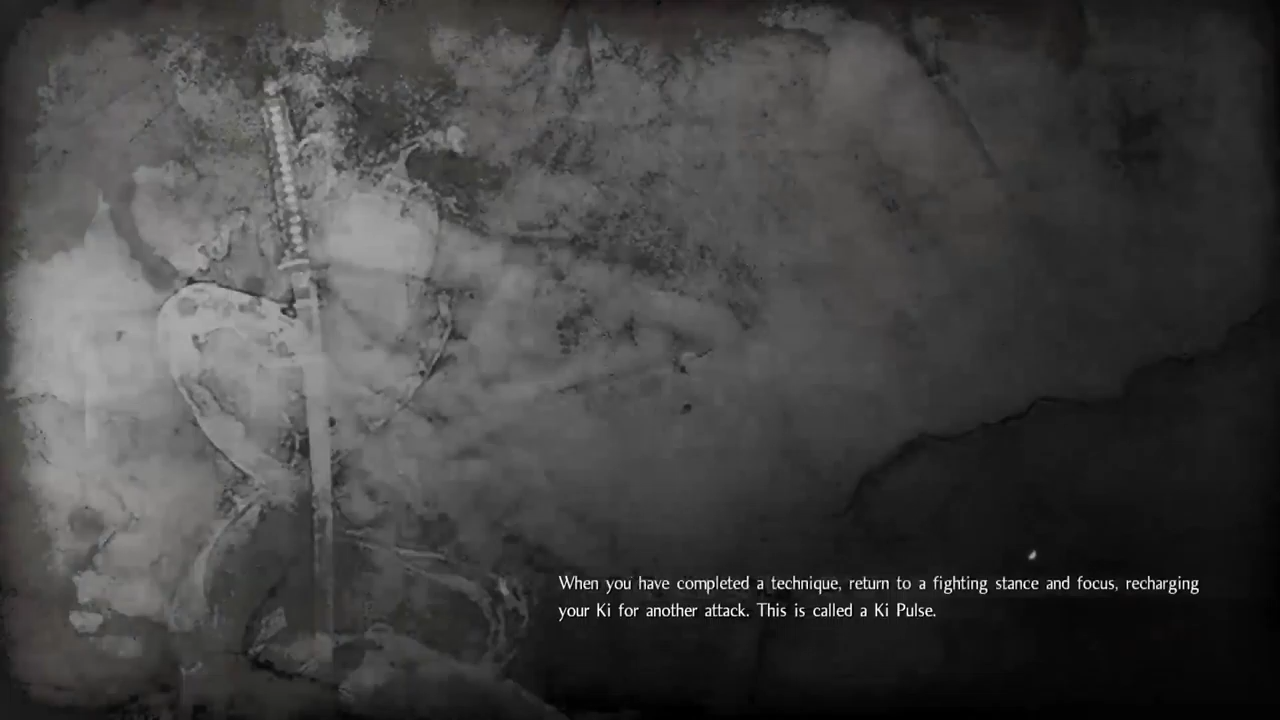 When you have completed a technique, return to a fighting stance and focus, recharging
your Ki for another attack. This is called a Ki Pulse.